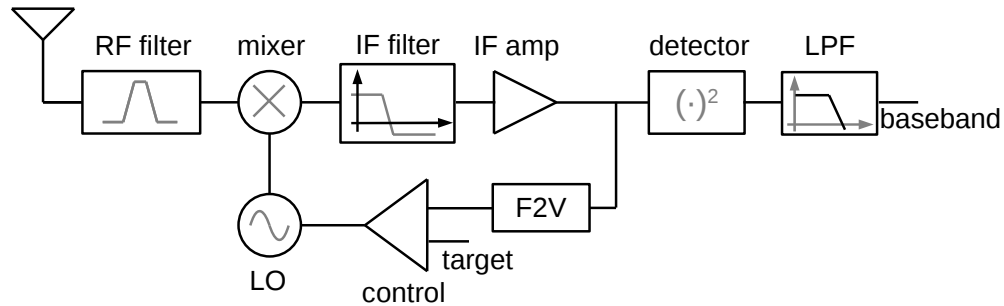 RF filter
mixer
IF filter
IF amp
detector
LPF
(·)²
baseband
F2V
target
LO
control